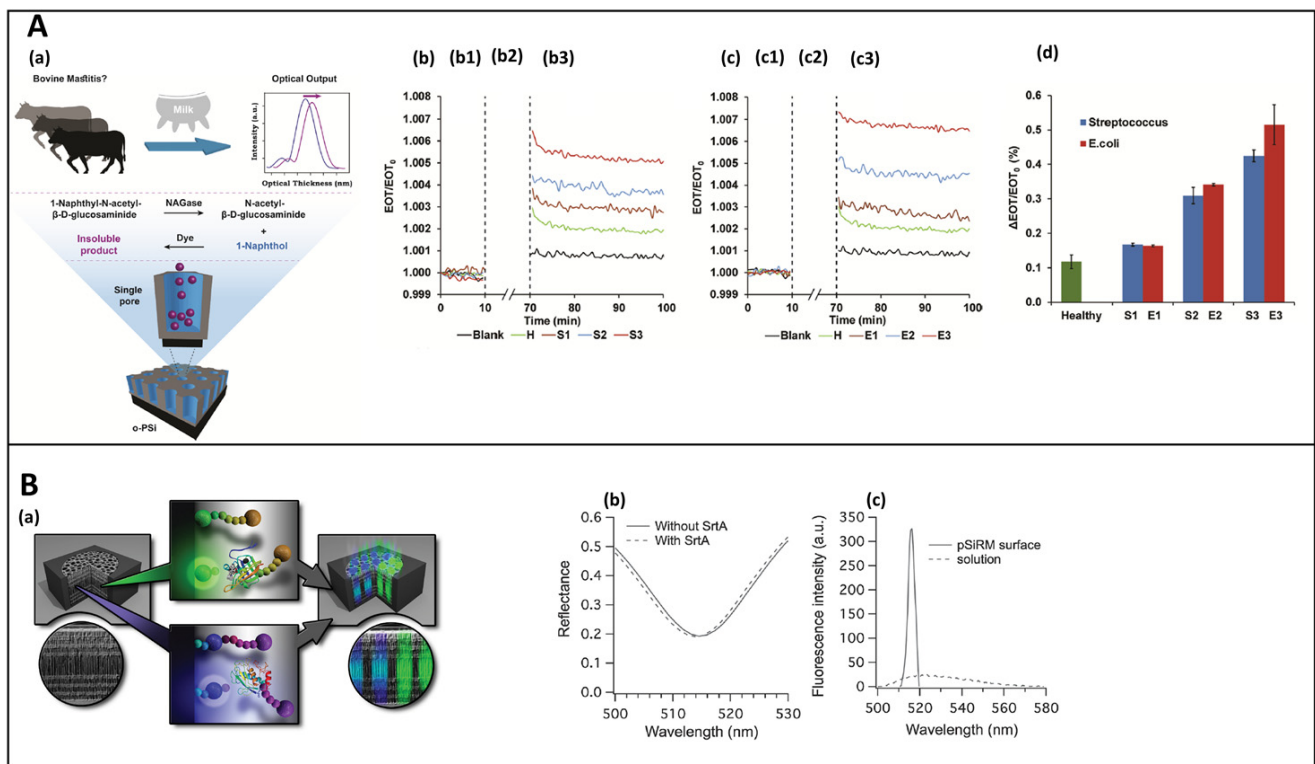 A
(a)
Bovine Mastitis?
Milk
Optical Output
Intensity (a.u.)
Optical Thickness (nm)
1-Naphthyl-N-acetyl-
β-D-glucosaminide
NAGase
N-acetyl-
β-D-glucosaminide
+
1-Naphthol
Dye
Insoluble
product
Single
pore
o-PSi
(b) (b1) (b2) (b3)
EOT/EOT0
1.008
1.007
1.006
1.005
1.004
1.003
1.002
1.001
1.000
0.999
0 10 70 80 90 100
Time (min)
Blank H S1 S2 S3
(c) (c1) (c2) (c3)
EOT/EOT0
1.008
1.007
1.006
1.005
1.004
1.003
1.002
1.001
1.000
0.999
0 10 70 80 90 100
Time (min)
Blank H E1 E2 E3
(d)
ΔEOT/EOT0 (%)
0.6
0.5
0.4
0.3
0.2
0.1
0.0
Streptococcus
E.coli
Healthy S1 E1 S2 E2 S3 E3
B
(a)
(b)
Reflectance
0.6
0.5
0.4
0.3
0.2
0.1
0.0
Without SrtA
With SrtA
500 510 520 530
Wavelength (nm)
(c)
Fluorescence intensity (a.u.)
350
300
250
200
150
100
50
0
pSiRM surface
solution
500 520 540 560 580
Wavelength (nm)